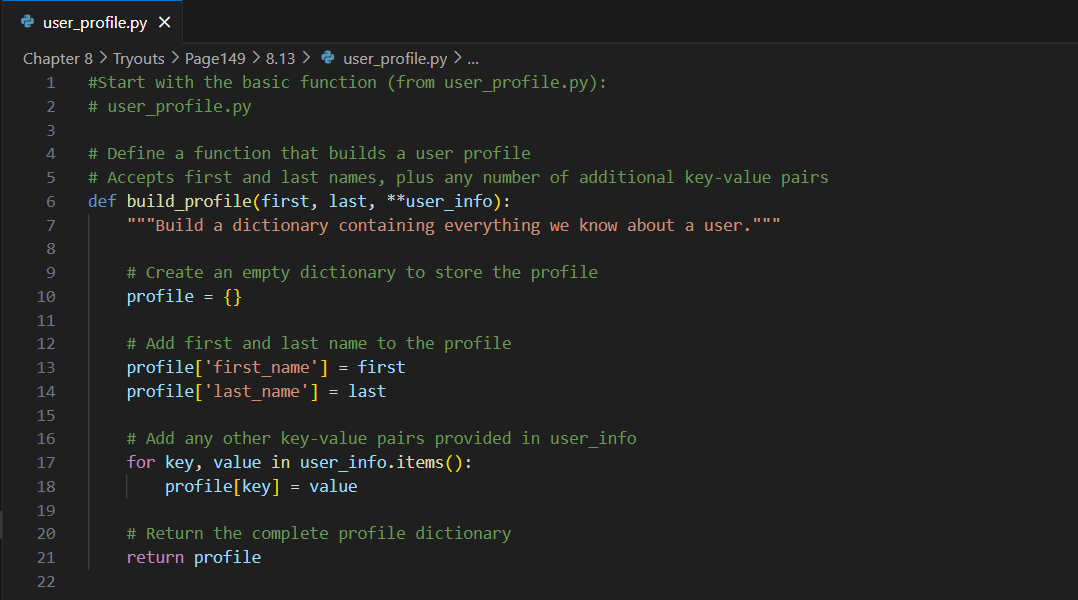 user_profile.py ×
Chapter 8 > Tryouts > Page149 > 8.13 > user_profile.py > ...
1 #Start with the basic function (from user_profile.py):
2 # user_profile.py
3
4 # Define a function that builds a user profile
5 # Accepts first and last names, plus any number of additional key-value pairs
6 def build_profile(first, last, **user_info):
7     """Build a dictionary containing everything we know about a user."""
8
9     # Create an empty dictionary to store the profile
10     profile = {}
11
12     # Add first and last name to the profile
13     profile['first_name'] = first
14     profile['last_name'] = last
15
16     # Add any other key-value pairs provided in user_info
17     for key, value in user_info.items():
18         profile[key] = value
19
20     # Return the complete profile dictionary
21     return profile
22